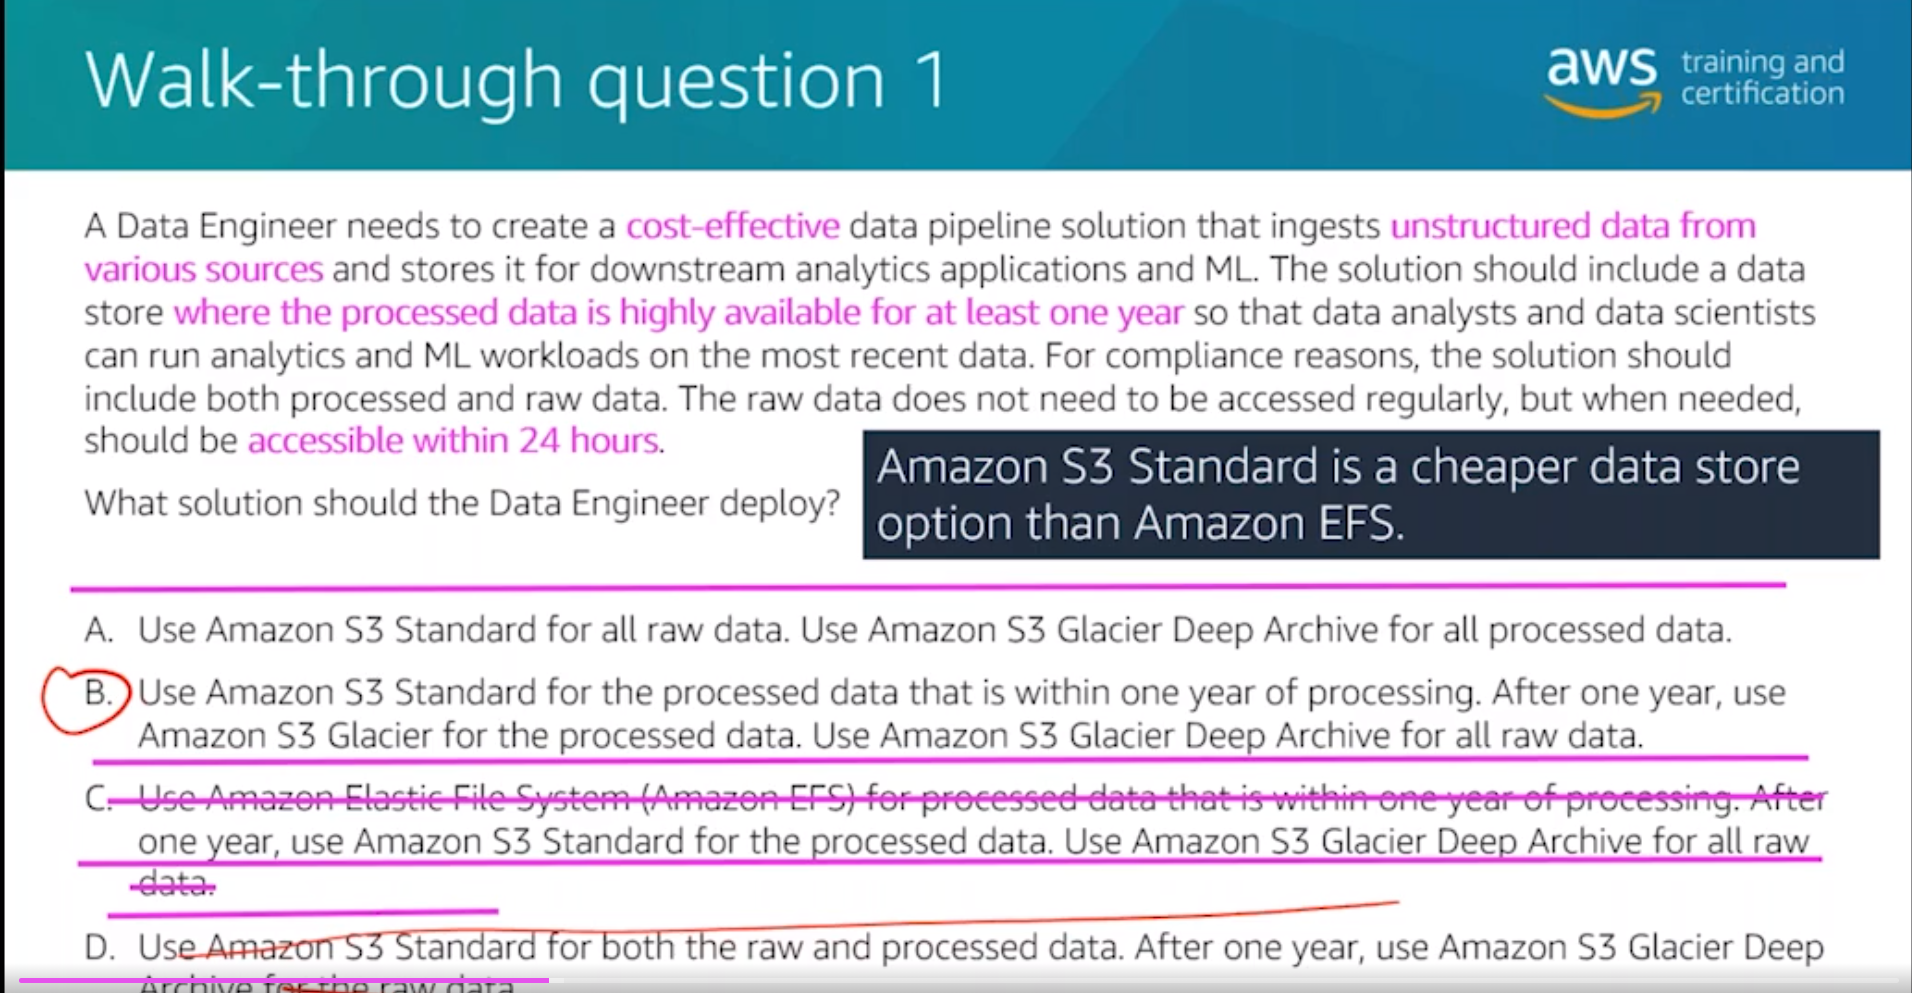 Walk-through question 1
aws training and
certification
A Data Engineer needs to create a cost-effective data pipeline solution that ingests unstructured data from
various sources and stores it for downstream analytics applications and ML. The solution should include a data
store where the processed data is highly available for at least one year so that data analysts and data scientists
can run analytics and ML workloads on the most recent data. For compliance reasons, the solution should
include both processed and raw data. The raw data does not need to be accessed regularly, but when needed,
should be accessible within 24 hours.
What solution should the Data Engineer deploy?
Amazon S3 Standard is a cheaper data store
option than Amazon EFS.
A. Use Amazon S3 Standard for all raw data. Use Amazon S3 Glacier Deep Archive for all processed data.
B. Use Amazon S3 Standard for the processed data that is within one year of processing. After one year, use
Amazon S3 Glacier for the processed data. Use Amazon S3 Glacier Deep Archive for all raw data.
C. Use Amazon Elastic File System (Amazon EFS) for processed data that is within one year of processing. After
one year, use Amazon S3 Standard for the processed data. Use Amazon S3 Glacier Deep Archive for all raw
data.
D. Use Amazon S3 Standard for both the raw and processed data. After one year, use Amazon S3 Glacier Deep
Archive for the raw data.